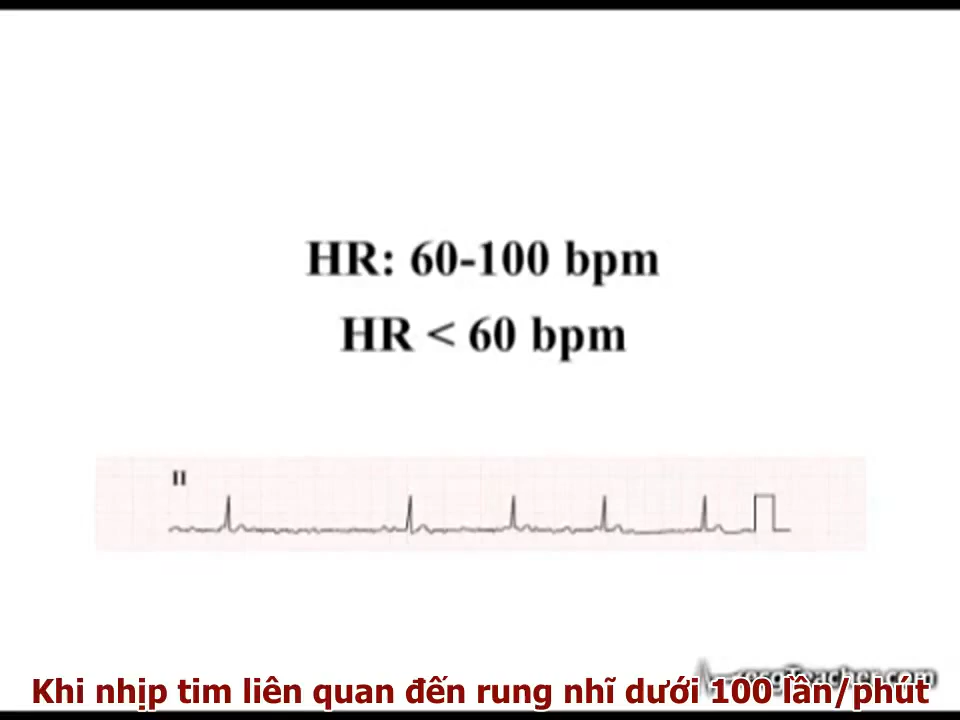 HR: 60-100 bpm
HR < 60 bpm
II
Khi nhịp tim liên quan đến rung nhĩ dưới 100 lần/phút